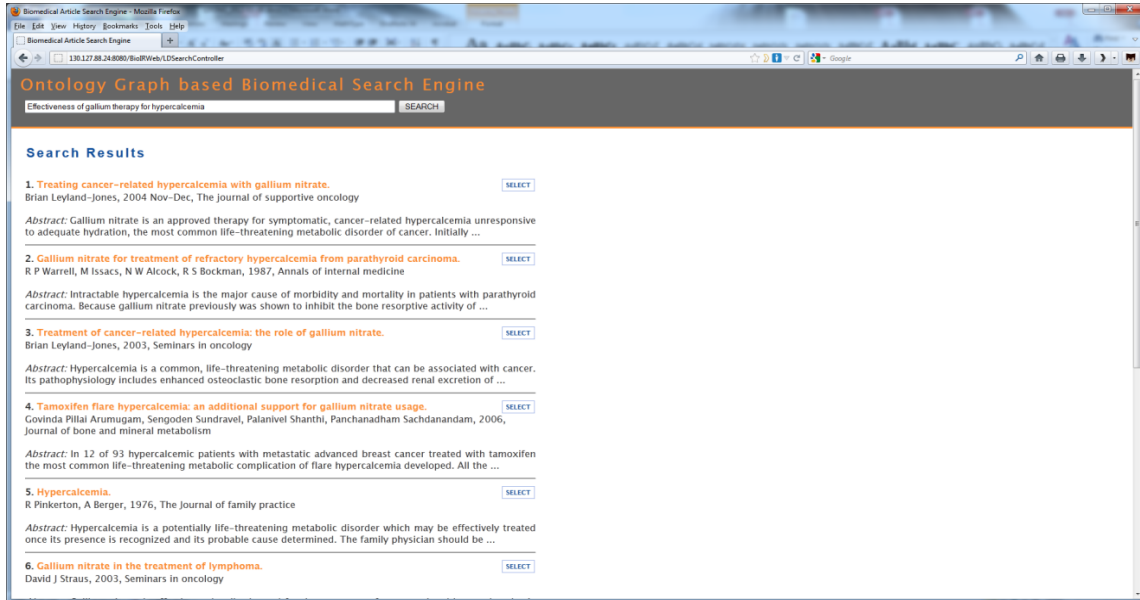 Biomedical Article Search Engine - Mozilla Firefox
File Edit View History Bookmarks Tools Help
Biomedical Article Search Engine +
130.127.88.24:8080/BioIRWeb/LDSearchController
Google
Ontology Graph based Biomedical Search Engine
Effectiveness of gallium therapy for hypercalcemia SEARCH
Search Results
1. Treating cancer-related hypercalcemia with gallium nitrate. SELECT
Brian Leyland-Jones, 2004 Nov-Dec, The journal of supportive oncology
Abstract: Gallium nitrate is an approved therapy for symptomatic, cancer-related hypercalcemia unresponsive
to adequate hydration, the most common life-threatening metabolic disorder of cancer. Initially ...
2. Gallium nitrate for treatment of refractory hypercalcemia from parathyroid carcinoma. SELECT
R P Warrell, M Issacs, N W Alcock, R S Bockman, 1987, Annals of internal medicine
Abstract: Intractable hypercalcemia is the major cause of morbidity and mortality in patients with parathyroid
carcinoma. Because gallium nitrate previously was shown to inhibit the bone resorptive activity of ...
3. Treatment of cancer-related hypercalcemia: the role of gallium nitrate. SELECT
Brian Leyland-Jones, 2003, Seminars in oncology
Abstract: Hypercalcemia is a common, life-threatening metabolic disorder that can be associated with cancer.
Its pathophysiology includes enhanced osteoclastic bone resorption and decreased renal excretion of ...
4. Tamoxifen flare hypercalcemia: an additional support for gallium nitrate usage. SELECT
Govinda Pillai Arumugam, Sengoden Sundravel, Palanivel Shanthi, Panchanadham Sachdanandam, 2006,
Journal of bone and mineral metabolism
Abstract: In 12 of 93 hypercalcemic patients with metastatic advanced breast cancer treated with tamoxifen
the most common life-threatening metabolic complication of flare hypercalcemia developed. All the ...
5. Hypercalcemia. SELECT
R Pinkerton, A Berger, 1976, The Journal of family practice
Abstract: Hypercalcemia is a potentially life-threatening metabolic disorder which may be effectively treated
once its presence is recognized and its probable cause determined. The family physician should be ...
6. Gallium nitrate in the treatment of lymphoma. SELECT
David J Straus, 2003, Seminars in oncology